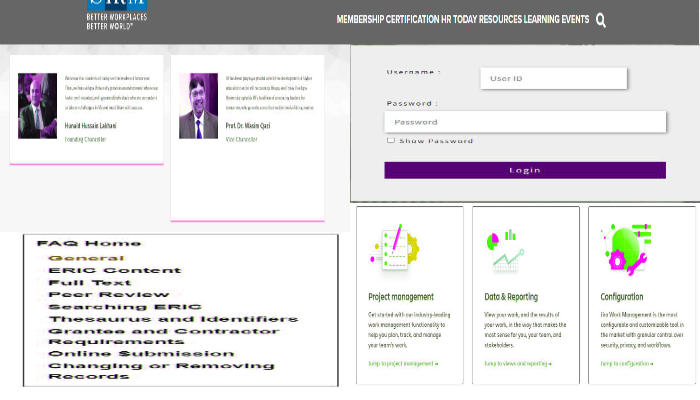 SHRM
BETTER WORKPLACES
BETTER WORLD™
MEMBERSHIP CERTIFICATION HR TODAY RESOURCES LEARNING EVENTS
Hunaid Hussain Lakhani
Founding Chancellor
Prof. Dr. Wasim Qazi
Vice Chancellor
Username :
User ID
Password :
Password
Show Password
Login
FAQ Home
General
ERIC Content
Full Text
Peer Review
Searching ERIC
Thesaurus and Identifiers
Grantee and Contractor
Requirements
Online Submission
Changing or Removing
Records
Project management
Get started with our industry-leading
work management functionality to
help you plan, track, and manage
your team's work.
Jump to project management
Data & Reporting
View your work, and the results of
your work, in the way that makes the
most sense for you, your team, and
stakeholders.
Jump to views and reporting
Configuration
Jira Work Management is the most
configurable and customizable tool in
the market with granular control over
security, privacy, and workflows.
Jump to configuration